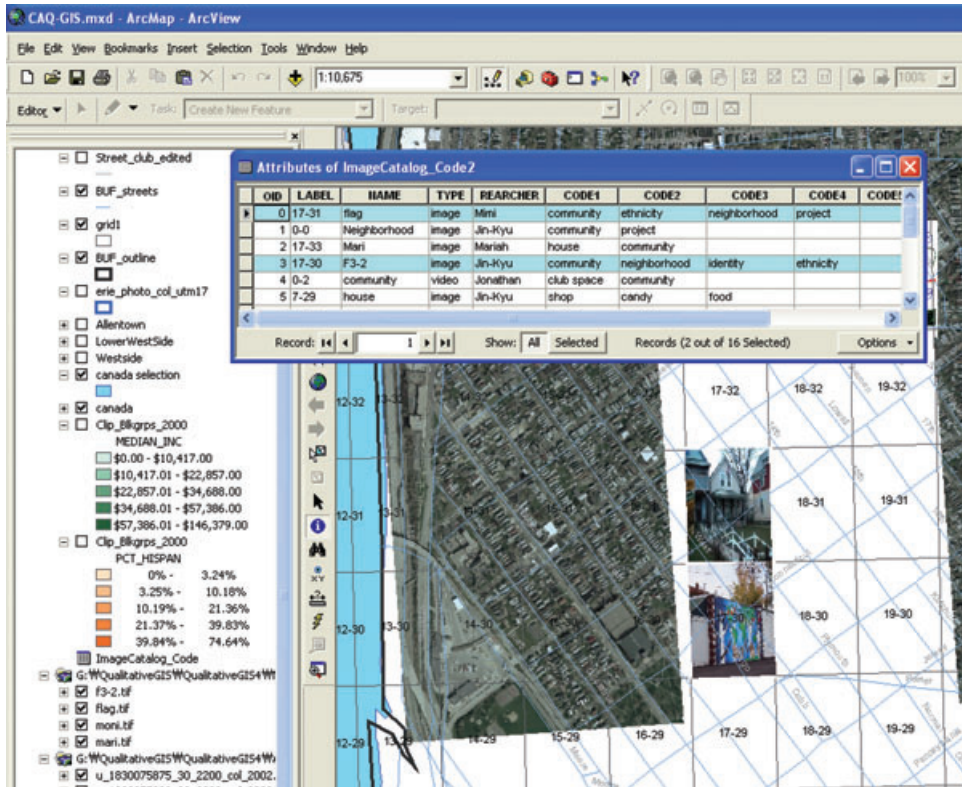 CAQ-GIS.mxd - ArcMap - ArcView
File Edit View Bookmarks Insert Selection Tools Window Help
1:10,675
100%
Editor Task: Create New Feature Target:
Street_club_edited
BUF_streets
grid1
BUF_outline
erie_photo_col_utm17
Allentown
LowerWestSide
Westside
canada selection
canada
Clip_Blkgrps_2000
MEDIAN_INC
$0.00 - $10,417.00
$10,417.01 - $22,857.00
$22,857.01 - $34,688.00
$34,688.01 - $57,386.00
$57,386.01 - $146,379.00
Clip_Blkgrps_2000
PCT_HISPAN
0% - 3.24%
3.25% - 10.18%
10.19% - 21.36%
21.37% - 39.83%
39.84% - 74.64%
ImageCatalog_Code
G:₩QualitativeGIS₩QualitativeGIS4₩
f3-2.tif
flag.tif
moni.tif
mari.tif
G:₩QualitativeGIS₩QualitativeGIS4₩
u_1830075875_30_2200_col_2002.
Attributes of ImageCatalog_Code2
OID LABEL NAME TYPE REARCHER CODE1 CODE2 CODE3 CODE4 CODE5
0 17-31 flag image Mimi community ethnicity neighborhood project
1 0-0 Neighborhood image Jin-Kyu community project
2 17-33 Mari image Mariah house community
3 17-30 F3-2 image Jin-Kyu community neighborhood identity ethnicity
4 0-2 community video Jonathan club space community
5 7-29 house image Jin-Kyu shop candy food
Record: 1 Show: All Selected Records (2 out of 16 Selected) Options
12-32 17-32 18-32 19-32
12-31 13-31 18-31 19-31
12-30 13-30 14-30 18-30 19-30
12-29 13-29 14-29 15-29 16-29 17-29 18-29 19-29
XY